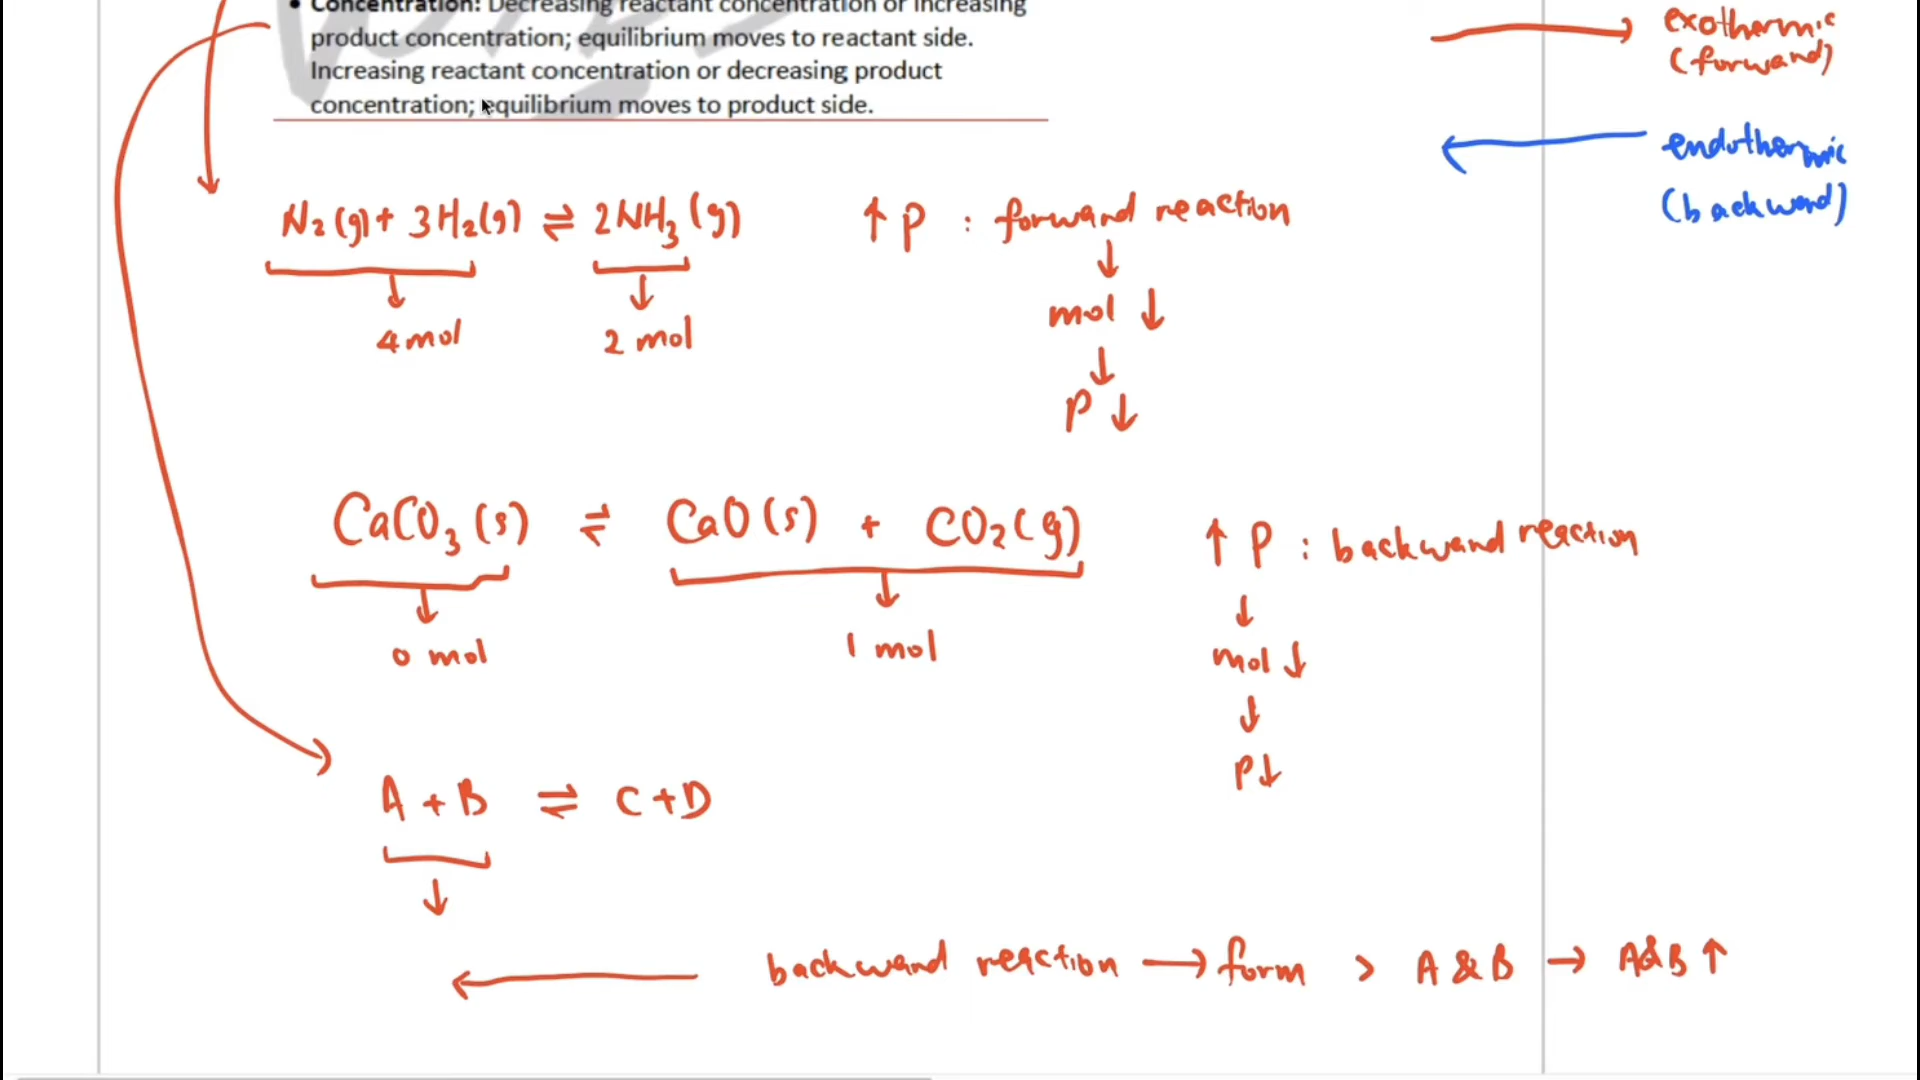 • Concentration: Decreasing reactant concentration or increasing
product concentration; equilibrium moves to reactant side.
Increasing reactant concentration or decreasing product
concentration; equilibrium moves to product side.
exothermic
(forward)
endothermic
(backward)
N₂(g) + 3H₂(g) ⇌ 2NH₃(g)
4 mol
2 mol
↑ P : forward reaction
↓
mol ↓
↓
P ↓
CaCO₃(s) ⇌ CaO(s) + CO₂(g)
0 mol
1 mol
↑ P : backward reaction
↓
mol ↓
↓
P↓
A + B ⇌ C + D
↓
← backward reaction → form > A & B → A&B ↑